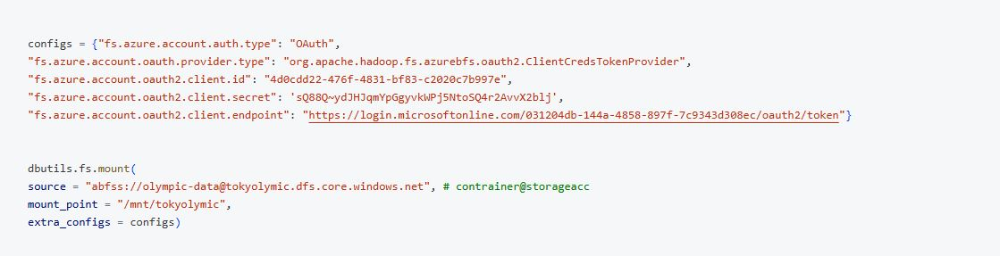 configs = {"fs.azure.account.auth.type": "OAuth",
"fs.azure.account.oauth.provider.type": "org.apache.hadoop.fs.azurebfs.oauth2.ClientCredsTokenProvider",
"fs.azure.account.oauth2.client.id": "4d0cdd22-476f-4831-bf83-c2020c7b997e",
"fs.azure.account.oauth2.client.secret": 'sQ88Q~ydJHJqmYpGgyvkWPj5NtoSQ4r2AvvX2blj',
"fs.azure.account.oauth2.client.endpoint": "https://login.microsoftonline.com/031204db-144a-4858-897f-7c9343d308ec/oauth2/token"}
dbutils.fs.mount(
source = "abfss://olympic-data@tokyolymic.dfs.core.windows.net", # contrainer@storageacc
mount_point = "/mnt/tokyolymic",
extra_configs = configs)